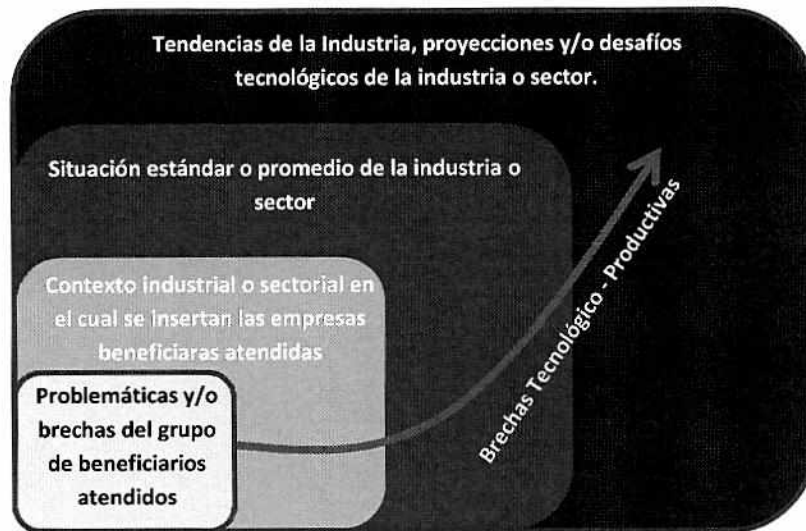 Tendencias de la Industria, proyecciones y/o desafíos
tecnológicos de la industria o sector.
Situación estándar o promedio de la industria o
sector
Contexto industrial o sectorial en
el cual se insertan las empresas
beneficiaras atendidas
Problemáticas y/o
brechas del grupo
de beneficiarios
atendidos
Brechas Tecnológico - Productivas